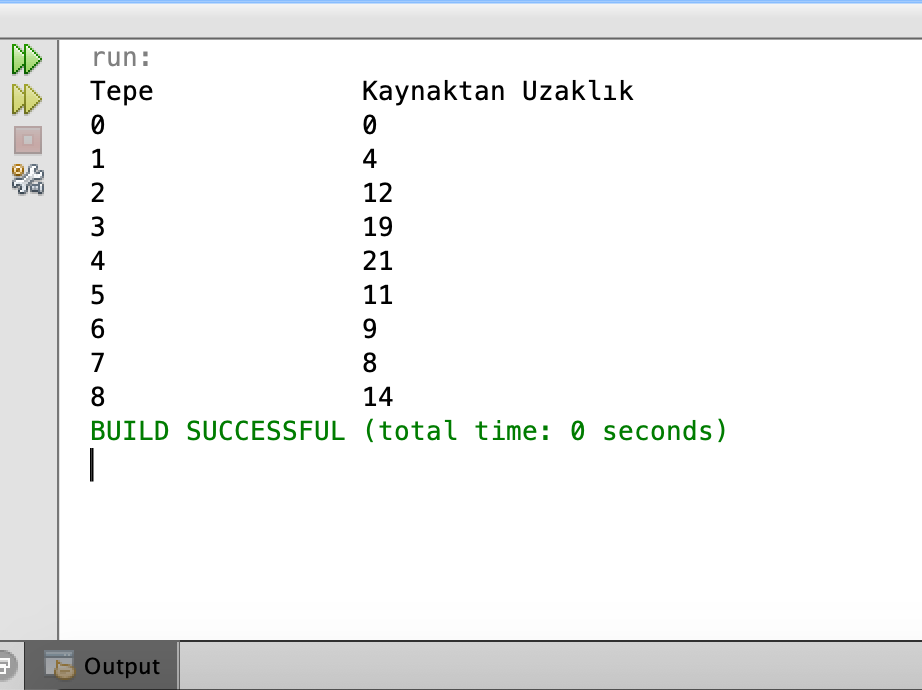 run:
Tepe Kaynaktan Uzaklık
0 0
1 4
2 12
3 19
4 21
5 11
6 9
7 8
8 14
BUILD SUCCESSFUL (total time: 0 seconds)
Output